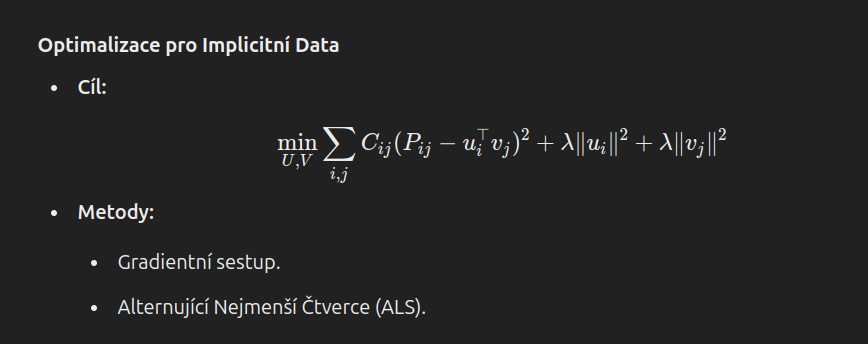 Optimalizace pro Implicitní Data
• Cíl:
min_{U,V} ∑_{i,j} C_{ij}(P_{ij} − u_i^⊤ v_j)^2 + λ‖u_i‖^2 + λ‖v_j‖^2
• Metody:
• Gradientní sestup.
• Alternující Nejmenší Čtverce (ALS).